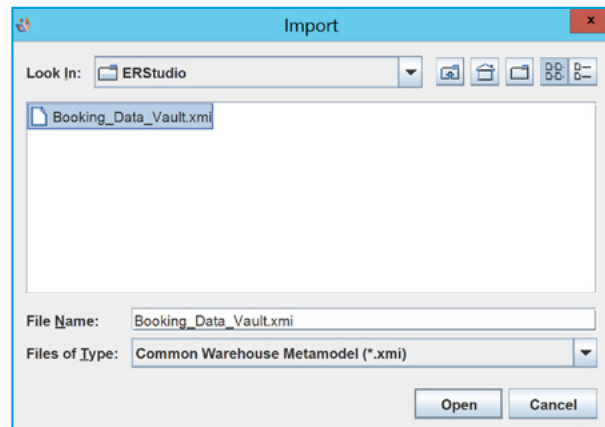 Import
x
Look In: ERStudio
Booking_Data_Vault.xmi
File Name: Booking_Data_Vault.xmi
Files of Type: Common Warehouse Metamodel (*.xmi)
Open Cancel